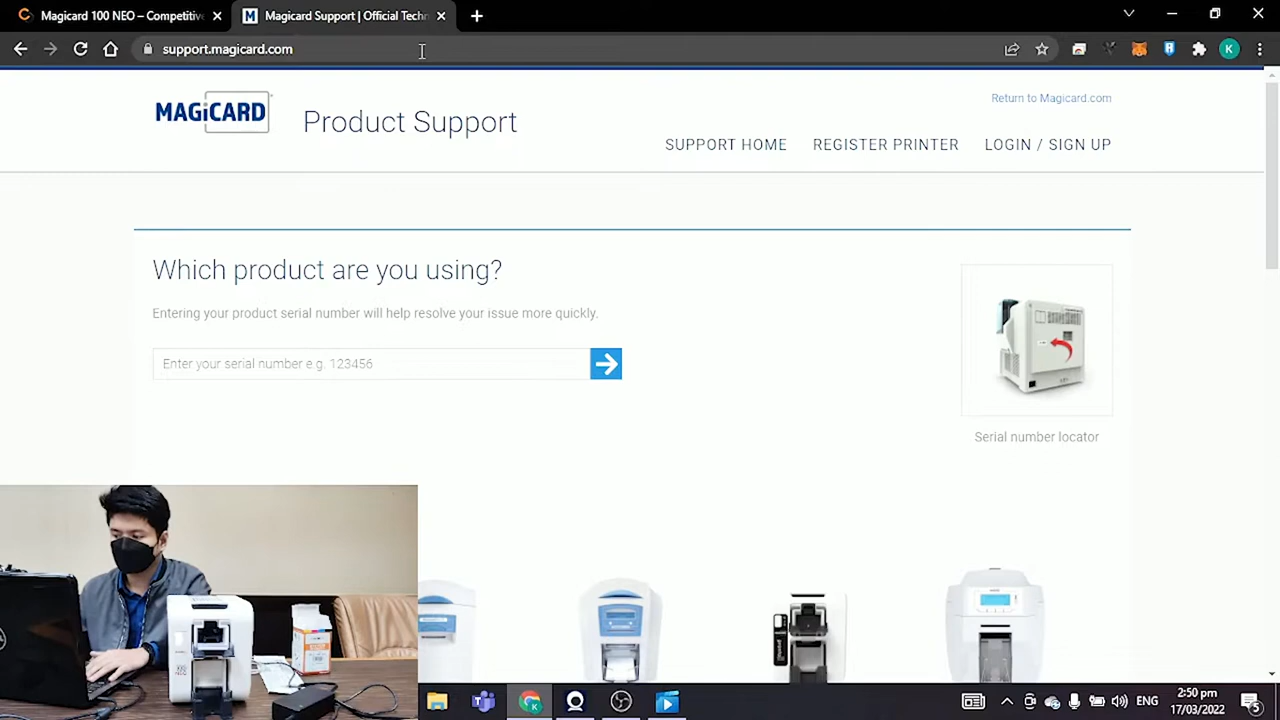 Magicard 100 NEO – Competitive
Magicard Support | Official Techn
support.magicard.com
K
MAGiCARD
Product Support
Return to Magicard.com
SUPPORT HOME
REGISTER PRINTER
LOGIN / SIGN UP
Which product are you using?
Entering your product serial number will help resolve your issue more quickly.
Enter your serial number e g. 123456
Serial number locator
ENG
2:50 pm
17/03/2022
5